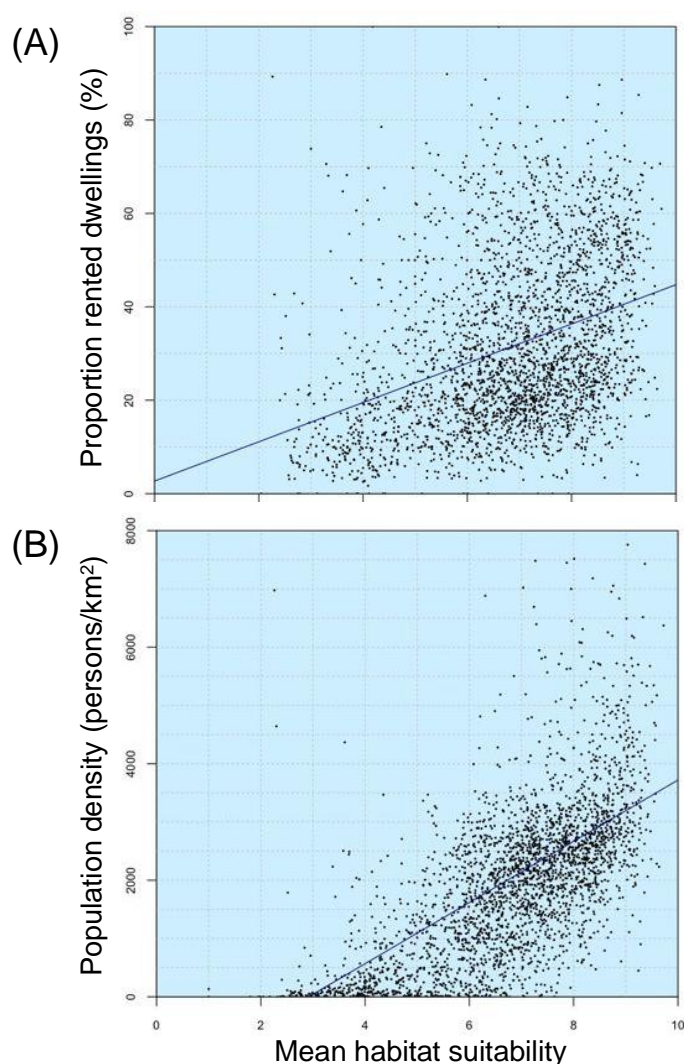 (A)
Proportion rented dwellings (%)
100
80
60
40
20
0
(B)
Population density (persons/km²)
8000
6000
4000
2000
0
0 2 4 6 8 10
Mean habitat suitability